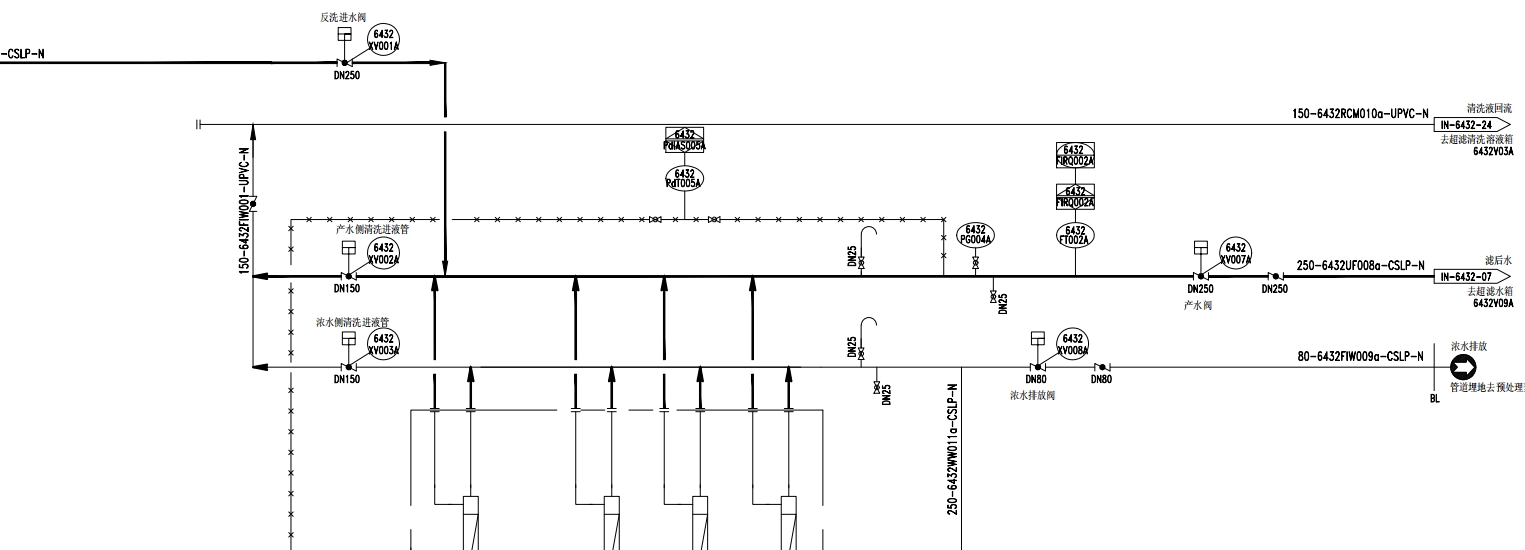 反洗进水阀
6432
XV001A
-CSLP-N
DN250
150-6432RCM010a-UPVC-N
清洗液回流
IN-6432-24
去超滤清洗溶液箱
6432V03A
6432
PdIAS005A
6432
PdT005A
6432
FIRQ002A
6432
FIRQ002A
6432
FT002A
150-6432FIW001-UPVC-N
产水侧清洗进液管
6432
XV002A
DN150
DN25
6432
PG004A
DN25
6432
XV007A
DN250
产水阀
DN250
250-6432UF008a-CSLP-N
滤后水
IN-6432-07
去超滤水箱
6432V09A
浓水侧清洗进液管
6432
XV003A
DN150
DN25
DN25
6432
XV008A
DN80
浓水排放阀
DN80
80-6432FIW009a-CSLP-N
浓水排放
管道埋地去预处理
BL
250-6432WW011a-CSLP-N